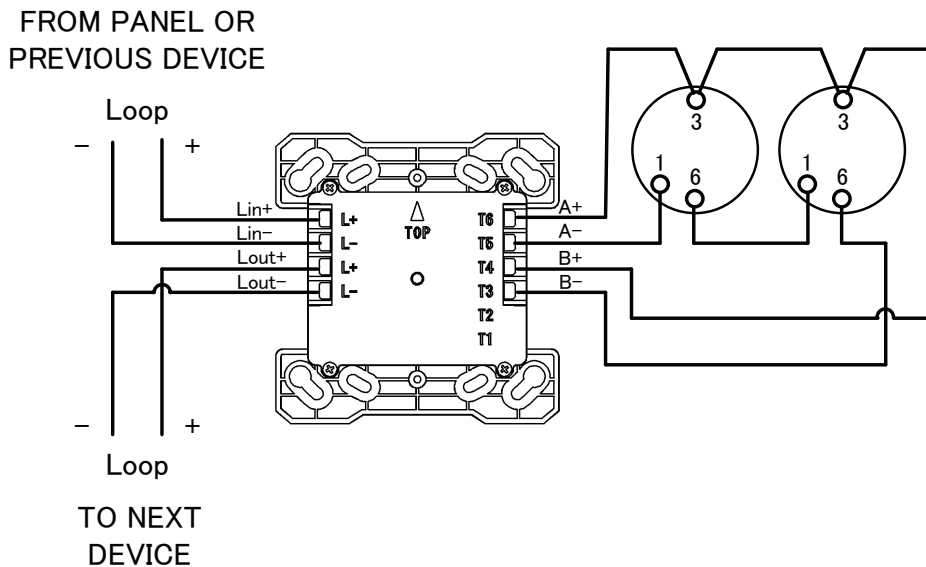 FROM PANEL OR
PREVIOUS DEVICE
Loop
− +
Lin+
Lin−
Lout+
Lout−
L+
L−
L+
L−
TOP
T6
T5
T4
T3
T2
T1
A+
A−
B+
B−
3
1
6
3
1
6
− +
Loop
TO NEXT
DEVICE